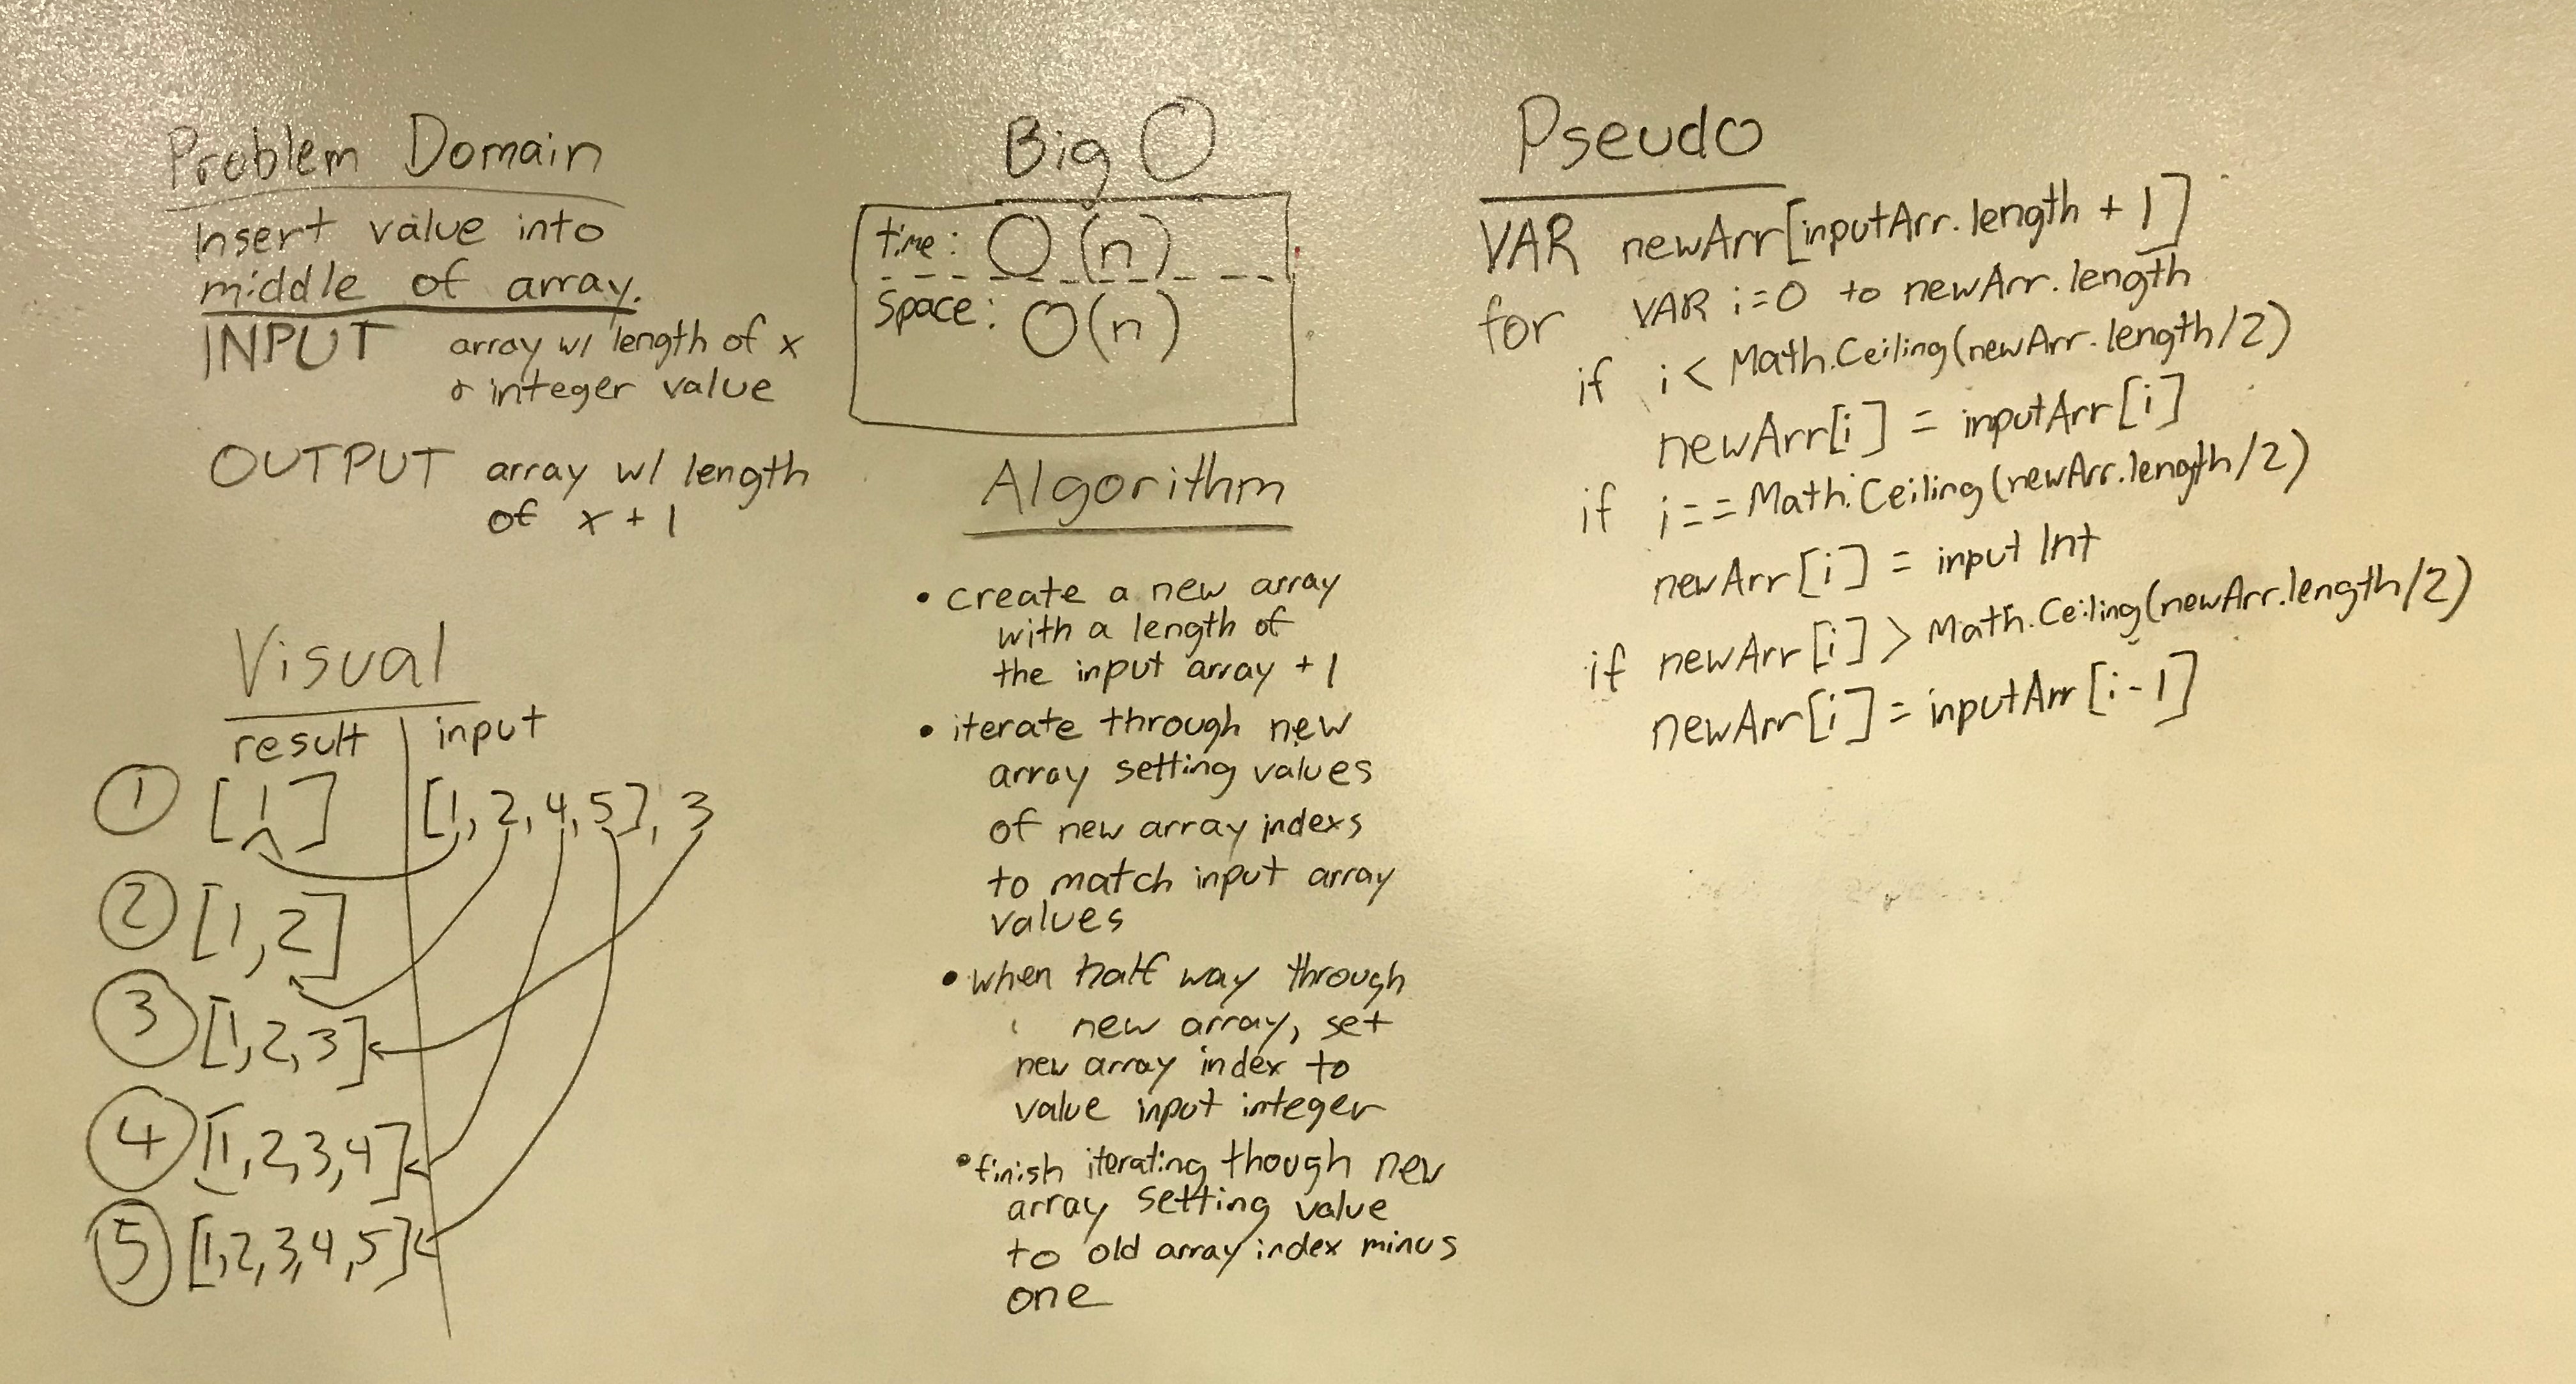 Problem Domain
Insert value into
middle of array.
INPUT array w/ length of x
& integer value
OUTPUT array w/ length
of x + 1
Visual
result | input
① [1] [1, 2, 4, 5], 3
② [1, 2]
③ [1, 2, 3]
④ [1, 2, 3, 4]
⑤ [1, 2, 3, 4, 5]
Big O
time: O(n)
Space: O(n)
Algorithm
• create a new array
with a length of
the input array + 1
• iterate through new
array setting values
of new array indexs
to match input array
values
• when half way through
new array, set
new array index to
value input integer
• finish iterating though new
array setting value
to old array index minus
one
Pseudo
VAR newArr[inputArr.length + 1]
for VAR i=0 to newArr.length
if i < Math.Ceiling(newArr.length/2)
newArr[i] = inputArr[i]
if i == Math.Ceiling(newArr.length/2)
newArr[i] = input Int
if newArr[i] > Math.Ceiling(newArr.length/2)
newArr[i] = inputArr[i-1]